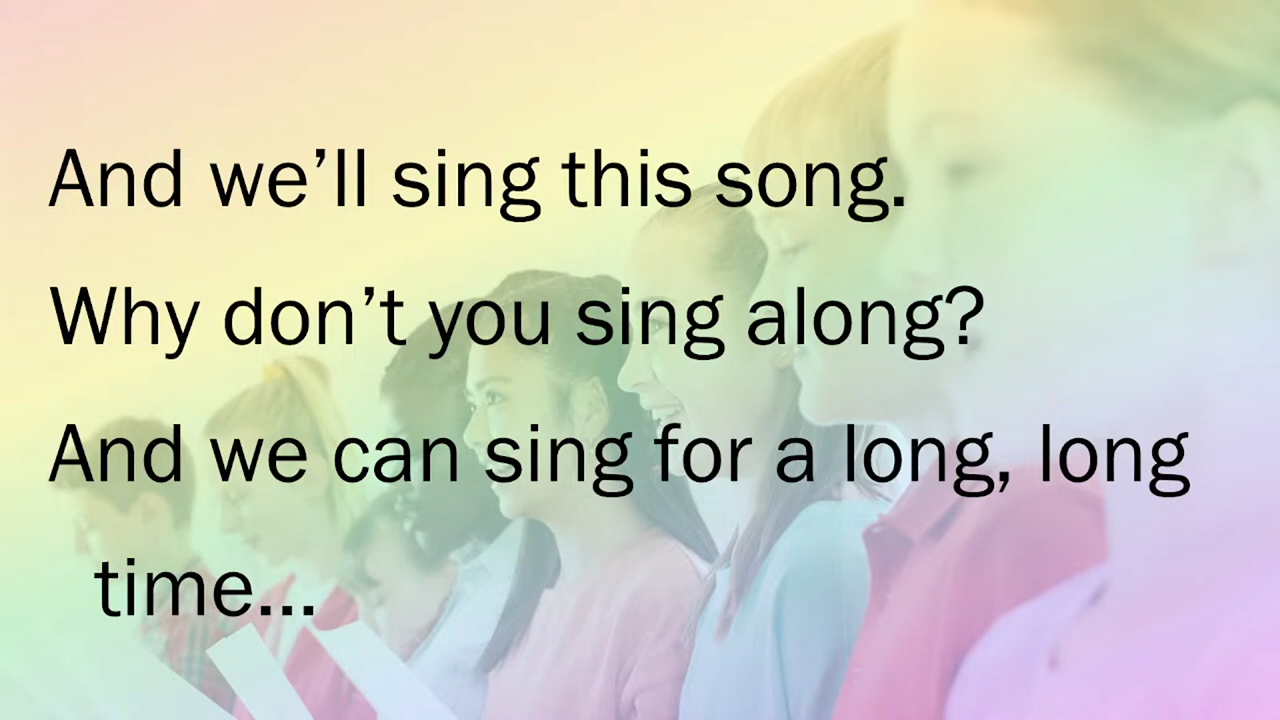 And we’ll sing this song.
Why don’t you sing along?
And we can sing for a long, long
time...